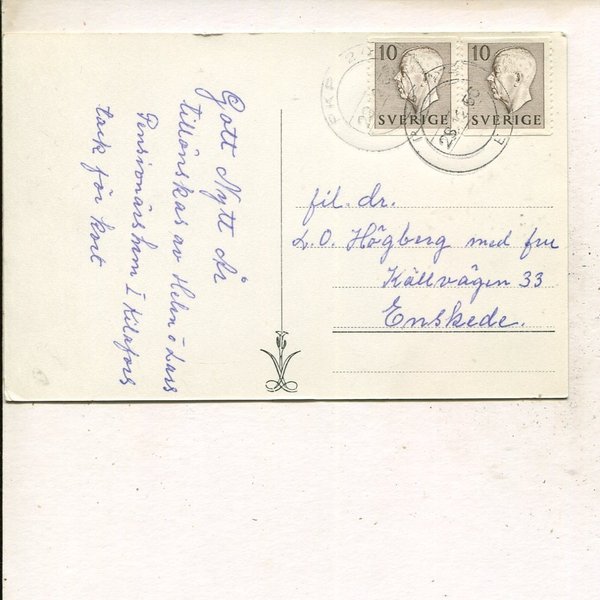 Gott Nytt År
tillönskas av Helen o Lars
Pensionärshem I Kilafors
tack för kort
10
SVERIGE
10
SVERIGE
fil. dr.
L.O. Högberg med fru
Källvägen 33
Enskede.